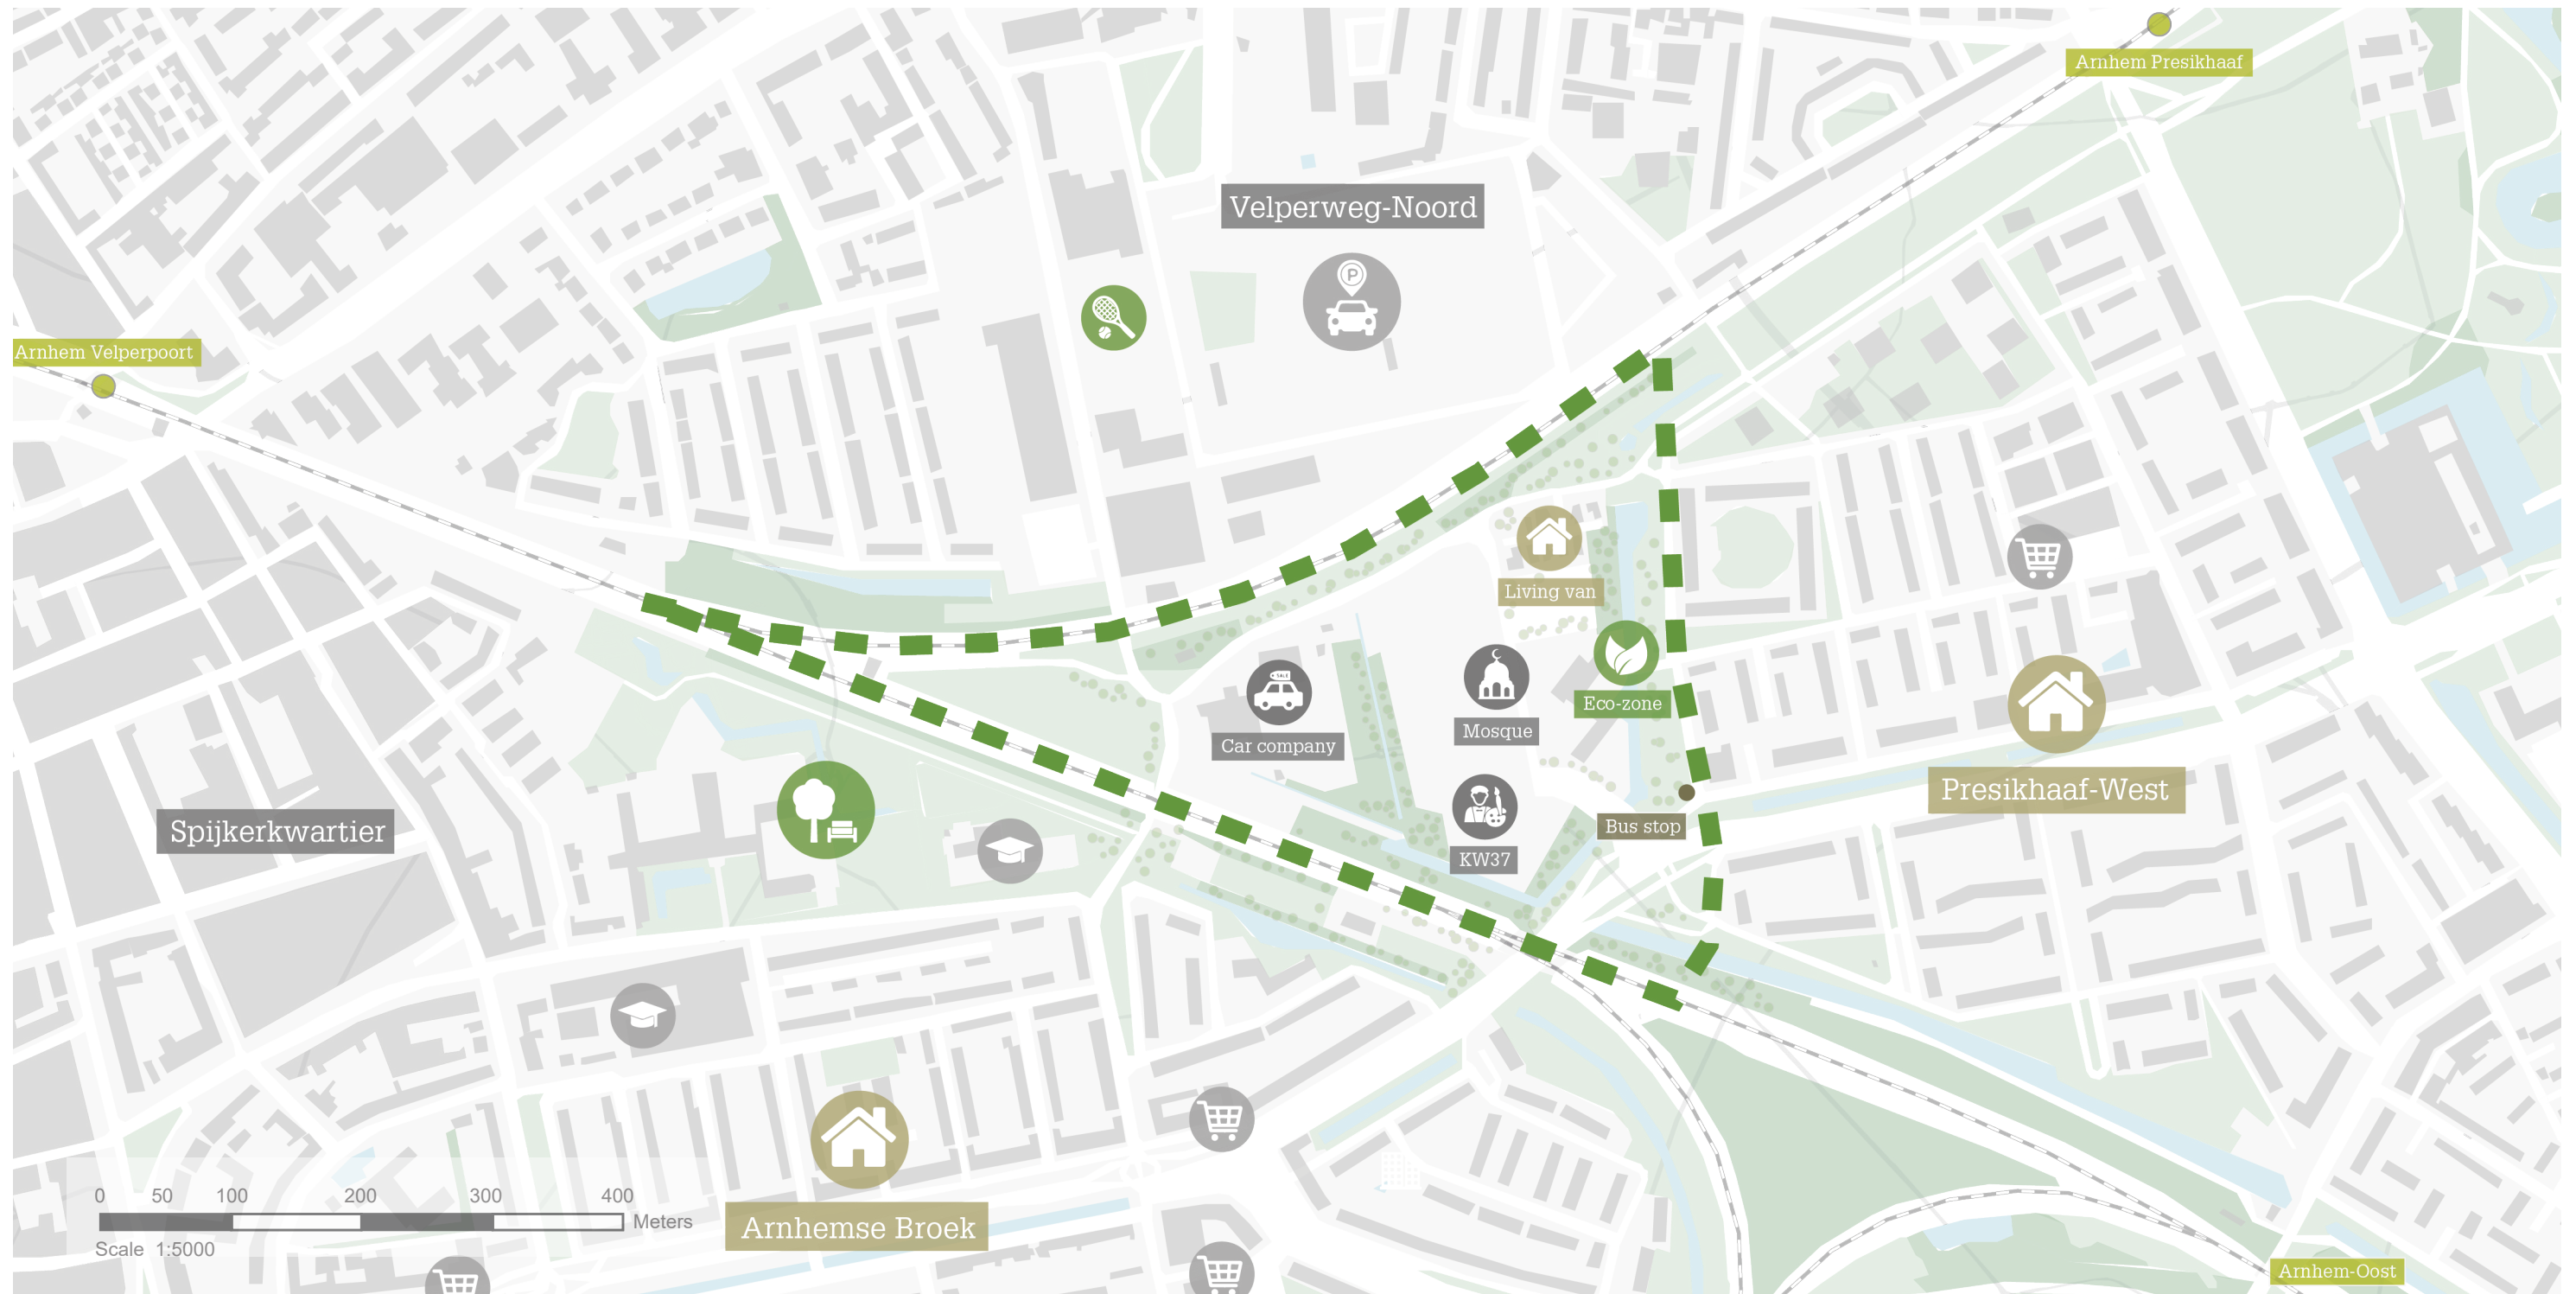 Arnhem Presikhaaf
Velperweg-Noord
P
Arnhem Velperpoort
Living van
SALE
Eco-zone
Mosque
Car company
Presikhaaf-West
Bus stop
Spijkerkwartier
KW37
0 50 100 200 300 400
Meters
Scale 1:5000
Arnhemse Broek
Arnhem-Oost